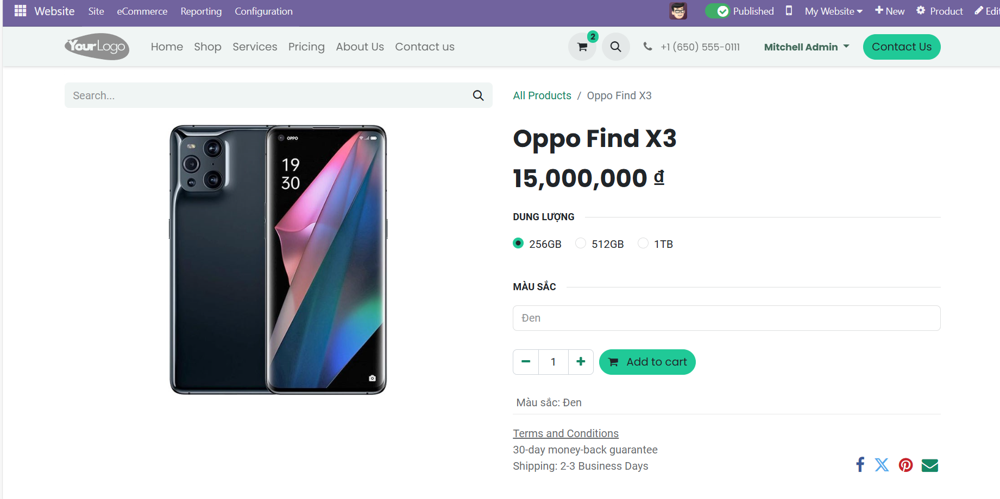 Website Site eCommerce Reporting Configuration Published My Website New Product Edi
YourLogo Home Shop Services Pricing About Us Contact us 2 +1 (650) 555-0111 Mitchell Admin Contact Us
Search...
All Products / Oppo Find X3
OPPO
19
30
Oppo Find X3
15,000,000 ₫
DUNG LƯỢNG
256GB 512GB 1TB
MÀU SẮC
Đen
1 Add to cart
Màu sắc: Đen
Terms and Conditions
30-day money-back guarantee
Shipping: 2-3 Business Days